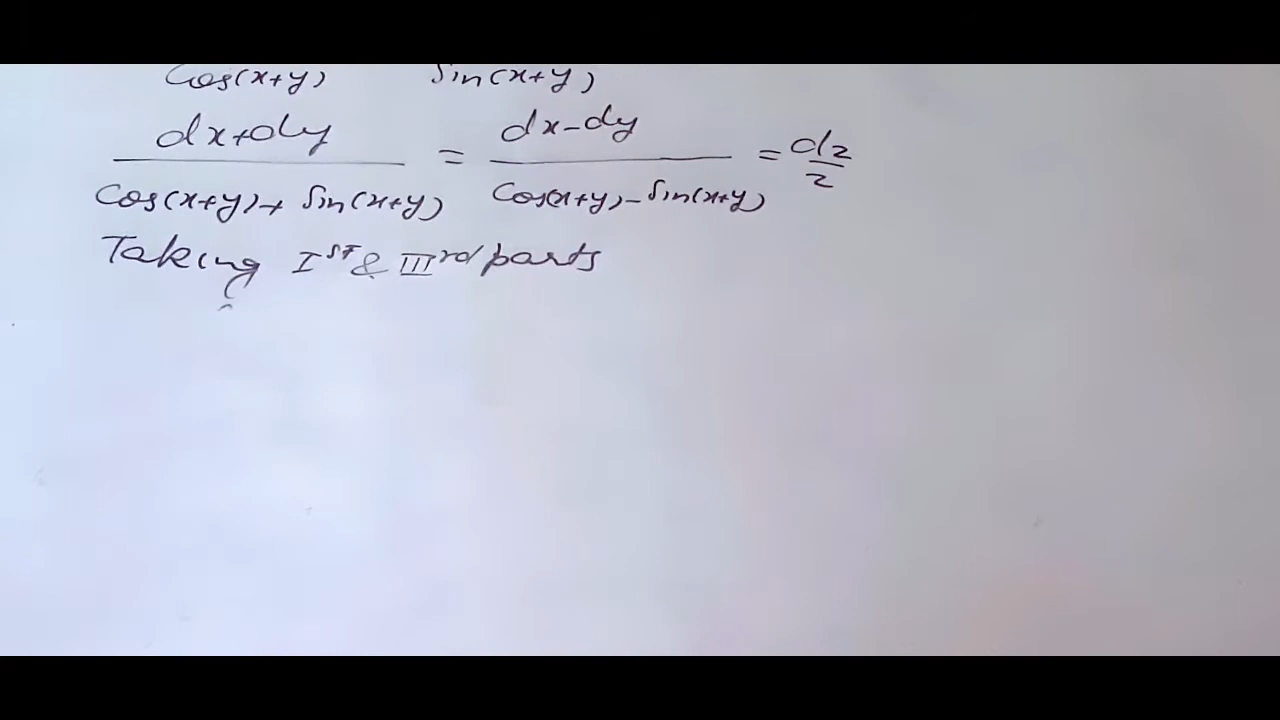 Cos(x+y) Sin(x+y)
dx+dy/Cos(x+y)+ Sin(x+y) = dx-dy/Cos(x+y)-Sin(x+y) = dz/z
Taking Iˢᵗ & IIIʳᵈ parts